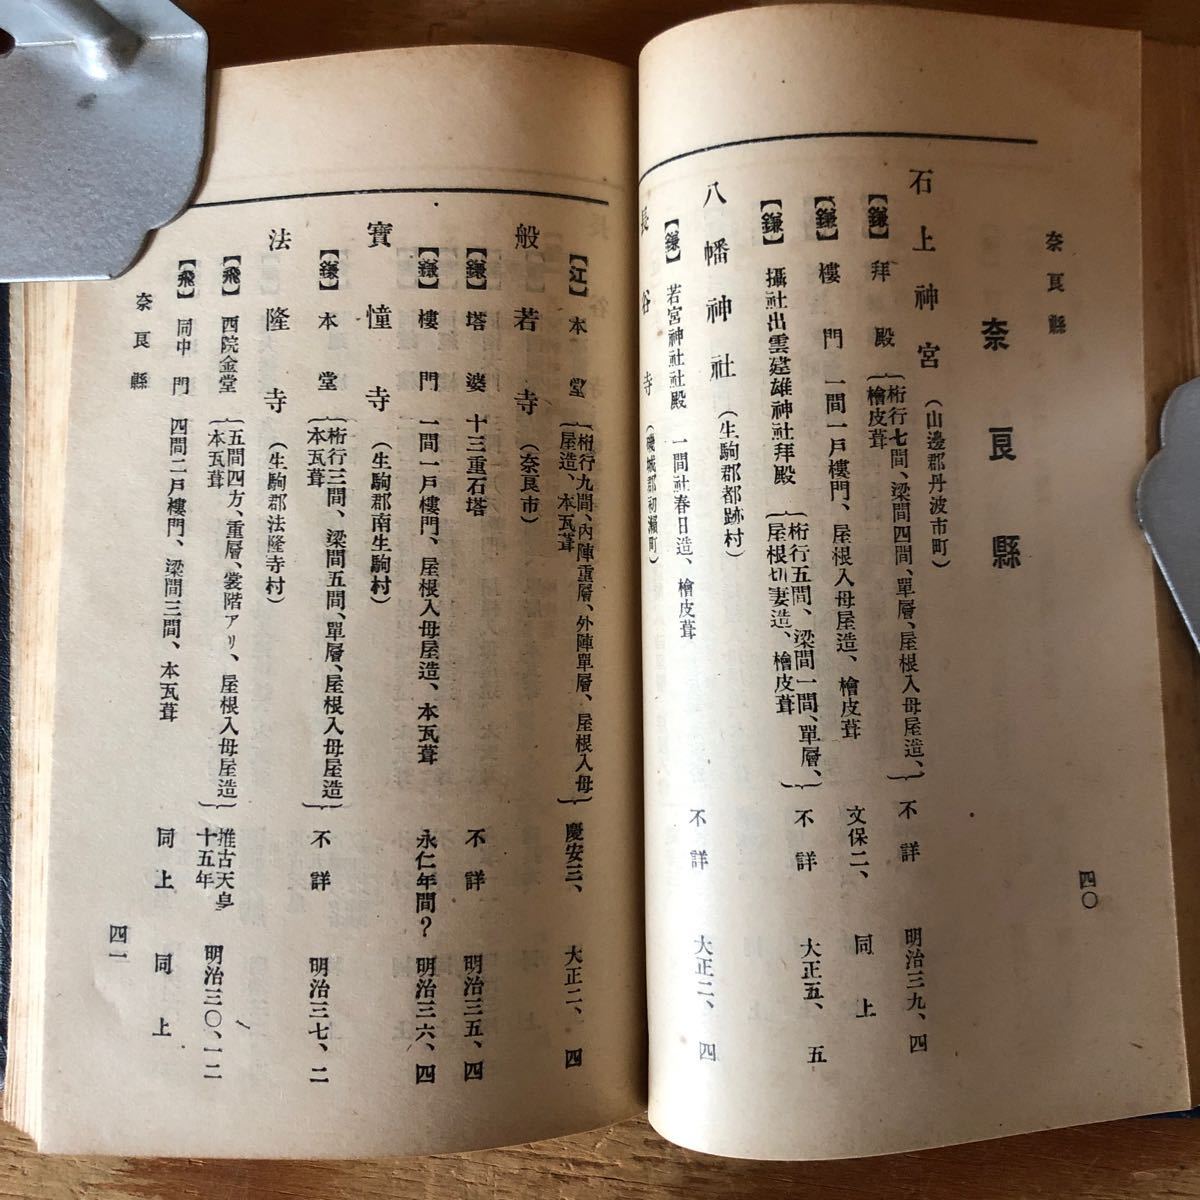 奈良縣
奈良縣
石上神宮（山邊郡丹波市町）
【鎌】拜殿
桁行七間、梁間四間、單層、屋根入母屋造、
檜皮葺
不詳　明治三九、四
【鎌】樓門　一間一戶樓門、屋根入母屋造、檜皮葺　文保二、　同上
【鎌】攝社出雲建雄神社拜殿
桁行五間、梁間一間、單層、
屋根切妻造、檜皮葺
不詳　大正五、五
八幡神社（生駒郡都跡村）
【鎌】若宮神社社殿　一間社春日造、檜皮葺　不詳　大正二、四
長谷寺（磯城郡初瀨町）
四〇
【江】本堂
桁行九間、內陣重層、外陣單層、屋根入母
屋造、本瓦葺
慶安三、　大正二、四
般若寺（奈良市）
【鎌】塔婆　十三重石塔　不詳　明治三五、四
【鎌】樓門　一間一戶樓門、屋根入母屋造、本瓦葺　永仁年間？　明治三六、四
寶幢寺（生駒郡南生駒村）
【鎌】本堂
桁行三間、梁間五間、單層、屋根入母屋造
本瓦葺
不詳　明治三七、二
法隆寺（生駒郡法隆寺村）
【飛】西院金堂
五間四方、重層、裳階アリ、屋根入母屋造
本瓦葺
推古天皇
十五年
明治三〇、一二
【飛】同中門　四間二戶樓門、梁間三間、本瓦葺　同上　同上
奈良縣
四一